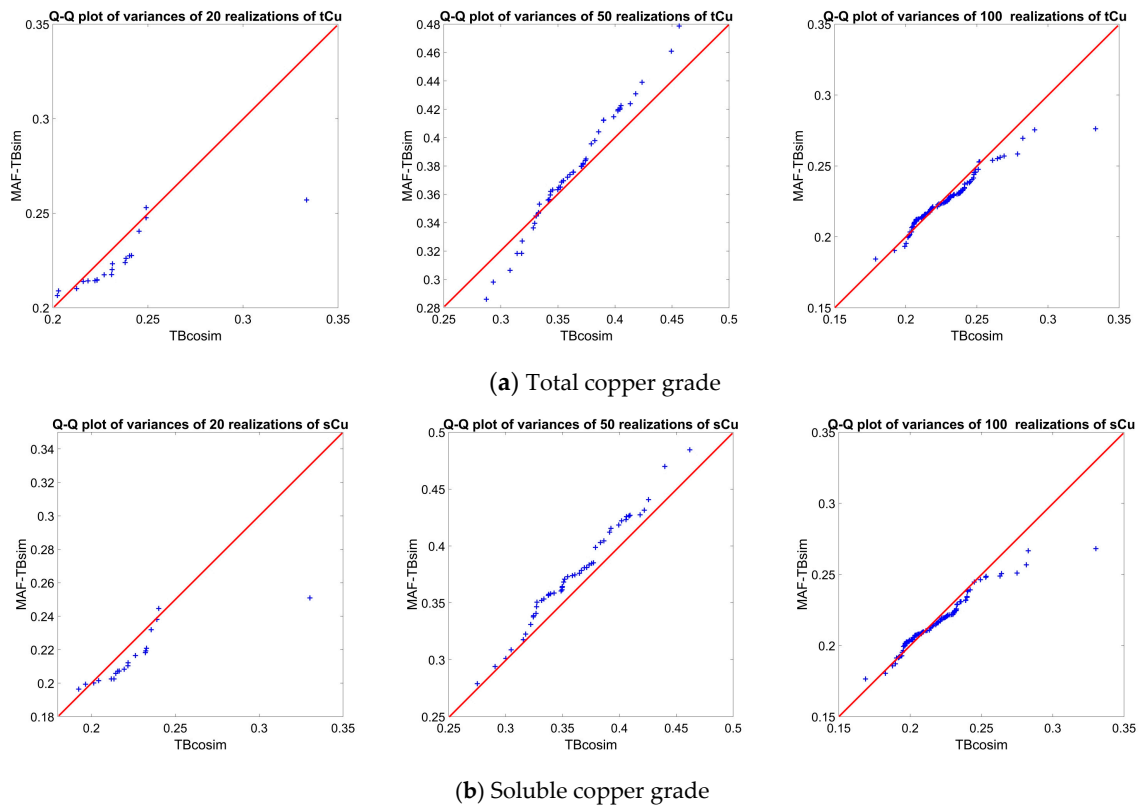 Q-Q plot of variances of 20 realizations of tCu
Q-Q plot of variances of 50 realizations of tCu
Q-Q plot of variances of 100 realizations of tCu
0.35
0.3
0.25
0.2
MAF-TBsim
0.2 0.25 0.3 0.35
TBcosim
0.48
0.46
0.44
0.42
0.4
0.38
0.36
0.34
0.32
0.3
0.28
MAF-TBsim
0.25 0.3 0.35 0.4 0.45 0.5
TBcosim
0.35
0.3
0.25
0.2
0.15
MAF-TBsim
0.15 0.2 0.25 0.3 0.35
TBcosim
(a) Total copper grade
Q-Q plot of variances of 20 realizations of sCu
Q-Q plot of variances of 50 realizations of sCu
Q-Q plot of variances of 100 realizations of sCu
0.34
0.32
0.3
0.28
0.26
0.24
0.22
0.2
0.18
MAF-TBsim
0.2 0.25 0.3 0.35
TBcosim
0.5
0.45
0.4
0.35
0.3
0.25
MAF-TBsim
0.25 0.3 0.35 0.4 0.45 0.5
TBcosim
0.35
0.3
0.25
0.2
0.15
MAF-TBsim
0.15 0.2 0.25 0.3 0.35
TBcosim
(b) Soluble copper grade